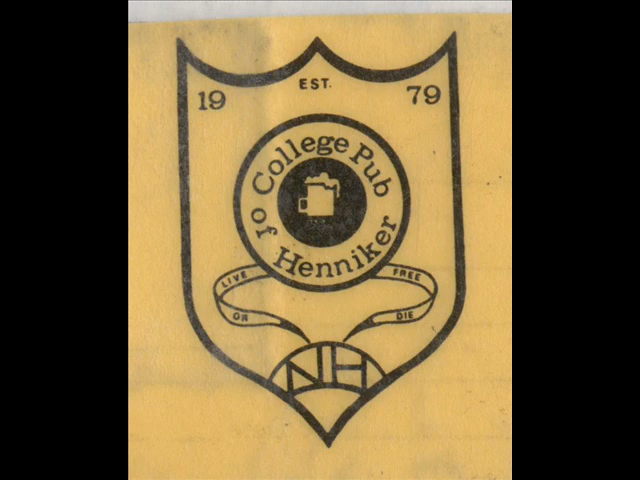 EST.
19 79
College Pub
of Henniker
LIVE FREE
OR DIE
NH